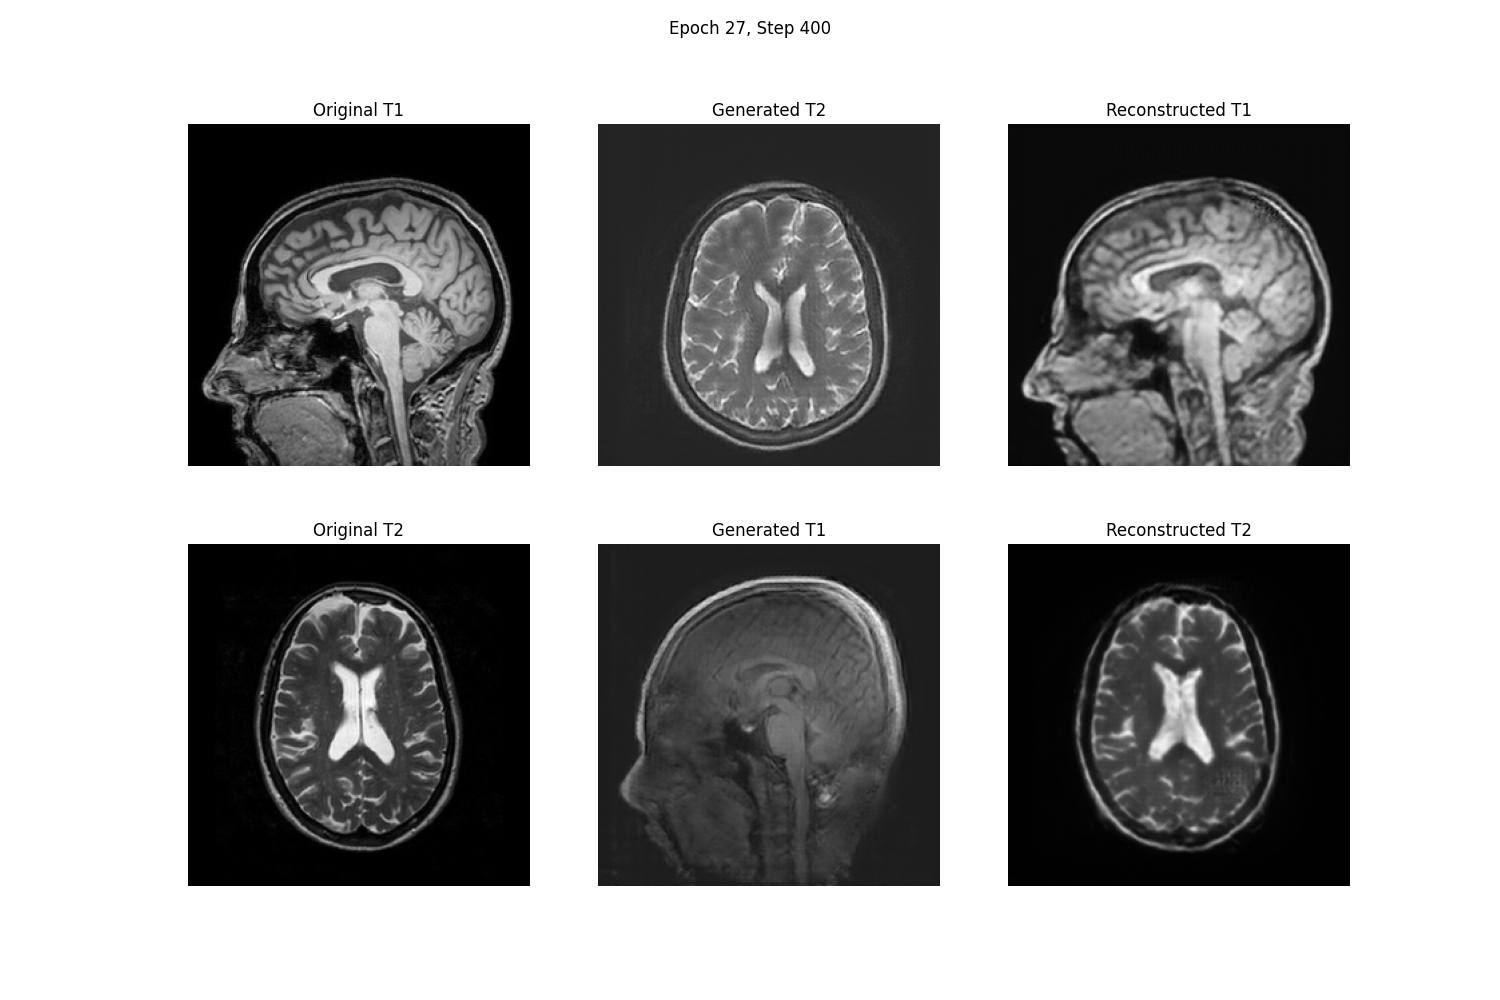 Epoch 27, Step 400
Original T1
Generated T2
Reconstructed T1
Original T2
Generated T1
Reconstructed T2